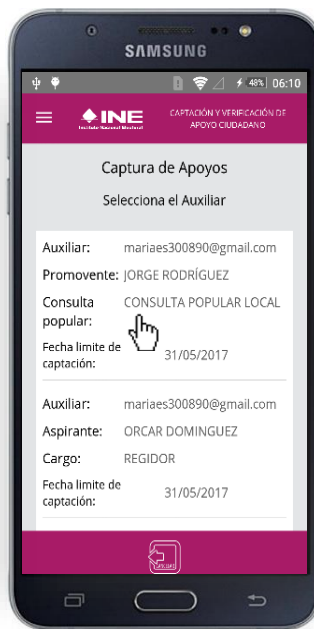 SAMSUNG
48% 06:10
INE
Instituto Nacional Electoral
CAPTACIÓN Y VERIFICACIÓN DE
APOYO CIUDADANO
Captura de Apoyos
Selecciona el Auxiliar
Auxiliar: mariaes300890@gmail.com
Promovente: JORGE RODRÍGUEZ
Consulta popular: CONSULTA POPULAR LOCAL
Fecha limite de captación: 31/05/2017
Auxiliar: mariaes300890@gmail.com
Aspirante: ORCAR DOMINGUEZ
Cargo: REGIDOR
Fecha limite de captación: 31/05/2017